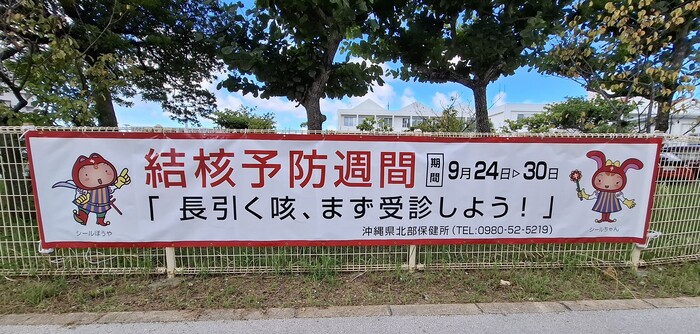 結核予防週間 期間 9月24日▷30日
「長引く咳、まず受診しよう！」
沖縄県北部保健所（TEL:0980-52-5219）
シールぼうや
シールちゃん